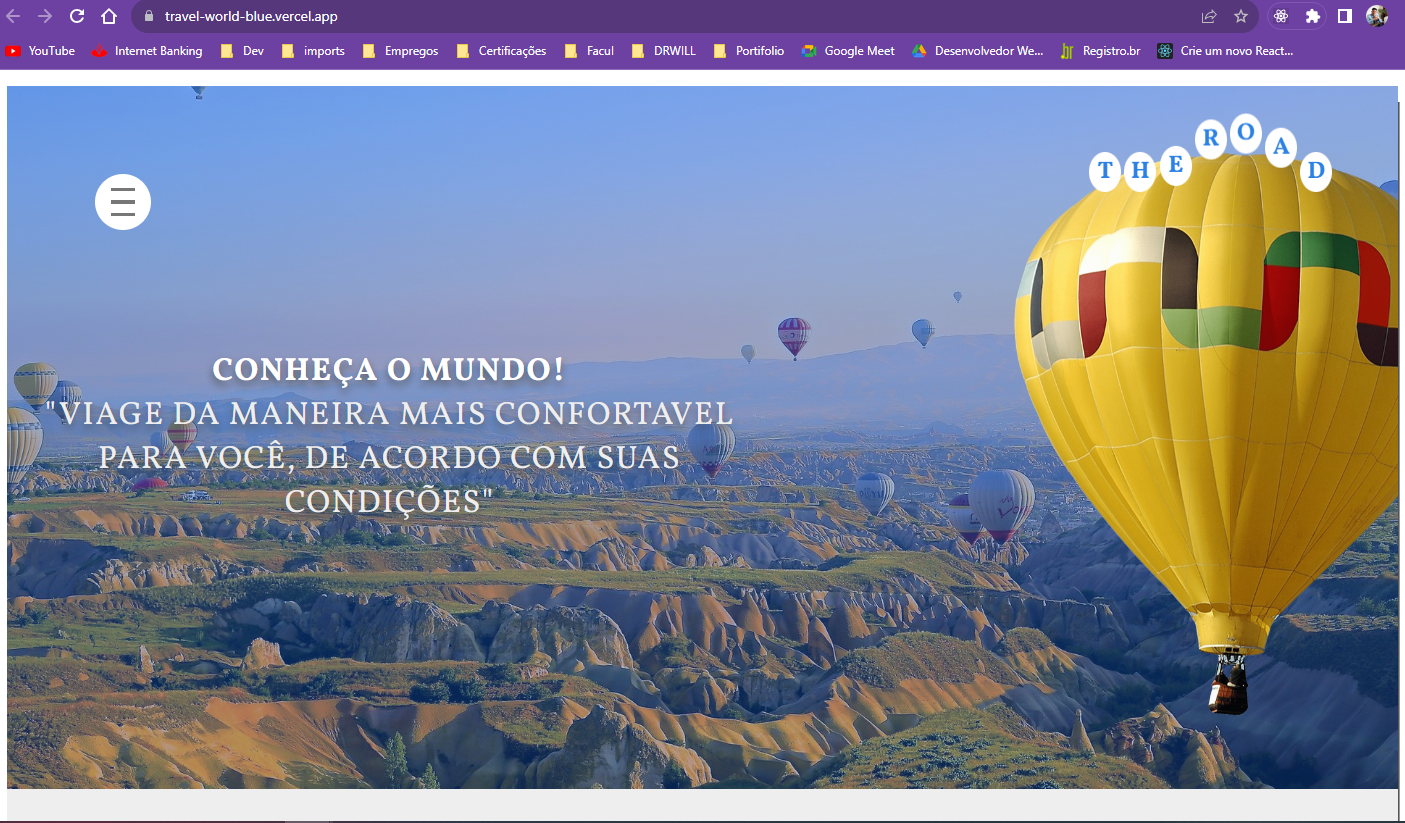 travel-world-blue.vercel.app
YouTube Internet Banking Dev imports Empregos Certificações Facul DRWILL Portifolio Google Meet Desenvolvedor We... Registro.br Crie um novo React...
THE ROAD
CONHEÇA O MUNDO!
"VIAGE DA MANEIRA MAIS CONFORTAVEL
PARA VOCÊ, DE ACORDO COM SUAS
CONDIÇÕES"